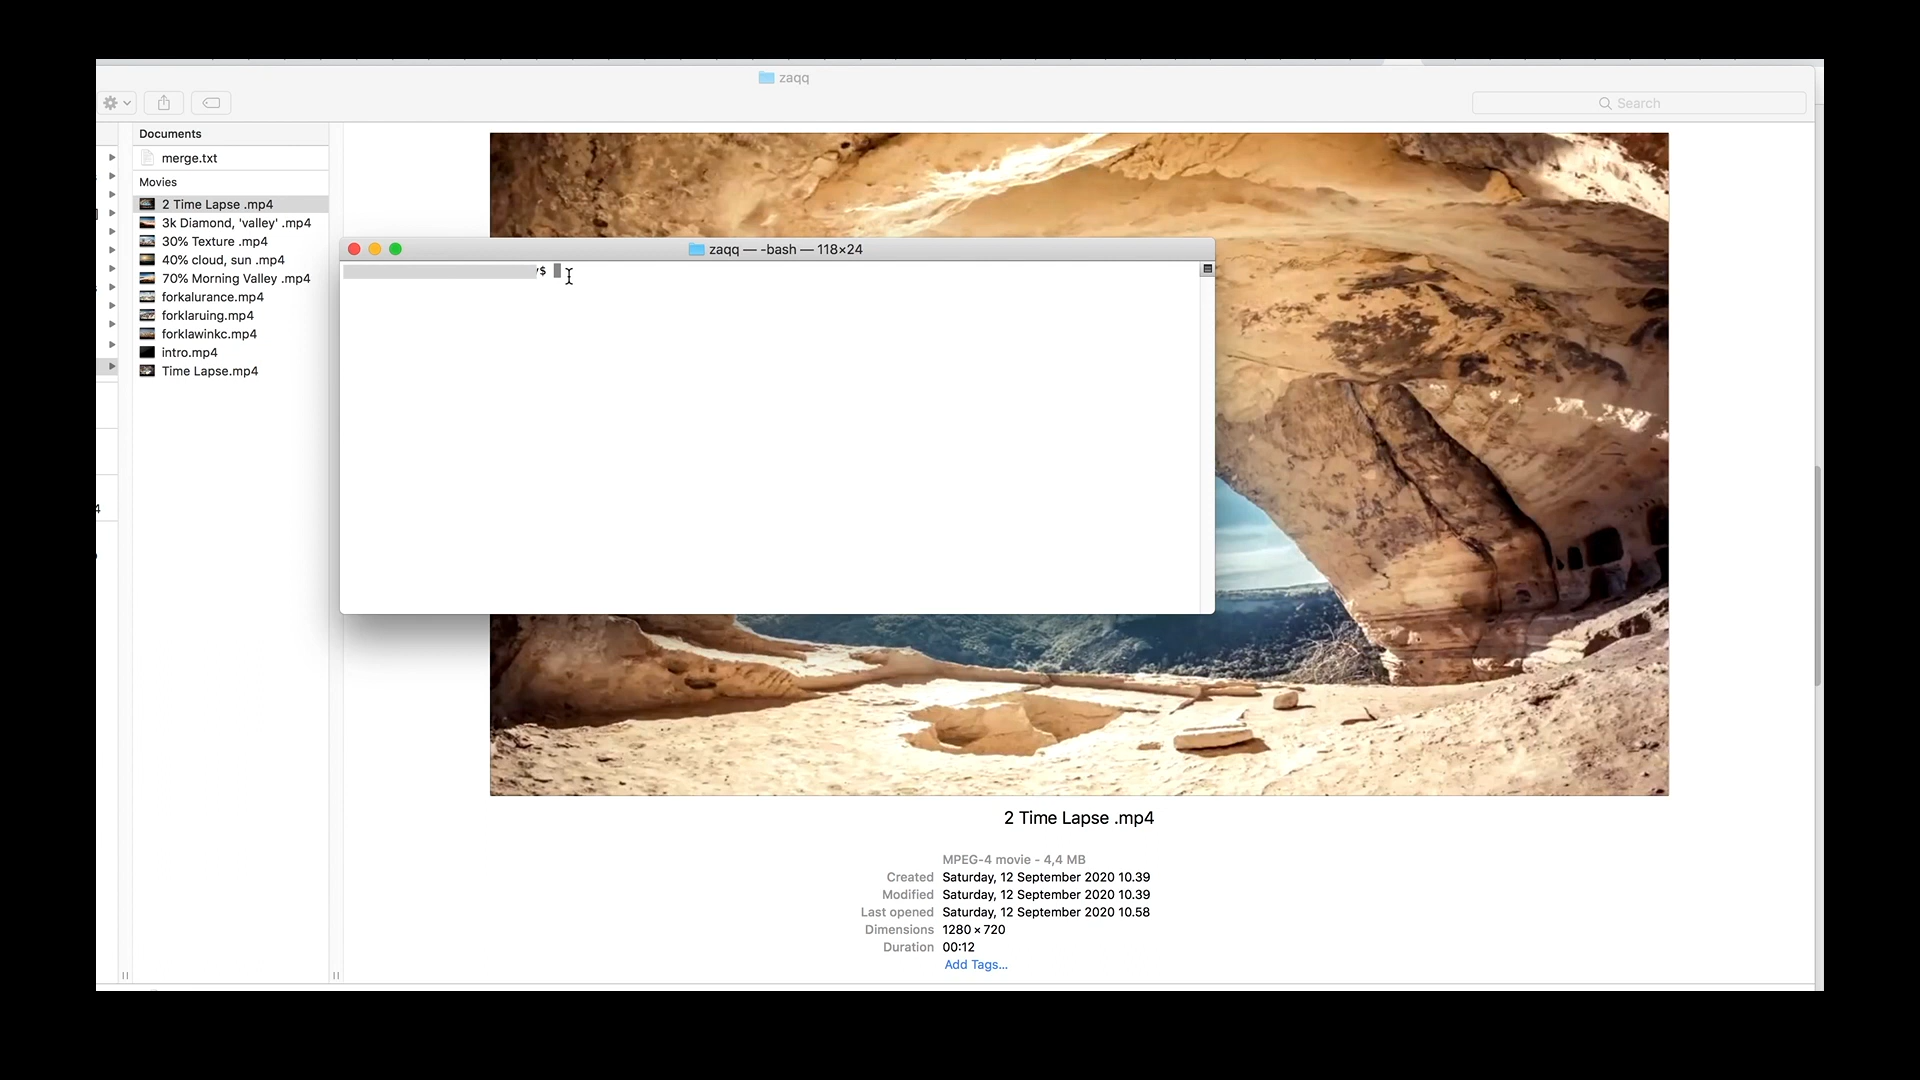 zaqq
Search
Documents
merge.txt
Movies
2 Time Lapse .mp4
3k Diamond, 'valley' .mp4
30% Texture .mp4
40% cloud, sun .mp4
70% Morning Valley .mp4
forkalurance.mp4
forklaruing.mp4
forklawinkc.mp4
intro.mp4
Time Lapse.mp4
zaqq — -bash — 118×24
$
2 Time Lapse .mp4
MPEG-4 movie - 4,4 MB
Created Saturday, 12 September 2020 10.39
Modified Saturday, 12 September 2020 10.39
Last opened Saturday, 12 September 2020 10.58
Dimensions 1280 × 720
Duration 00:12
Add Tags...